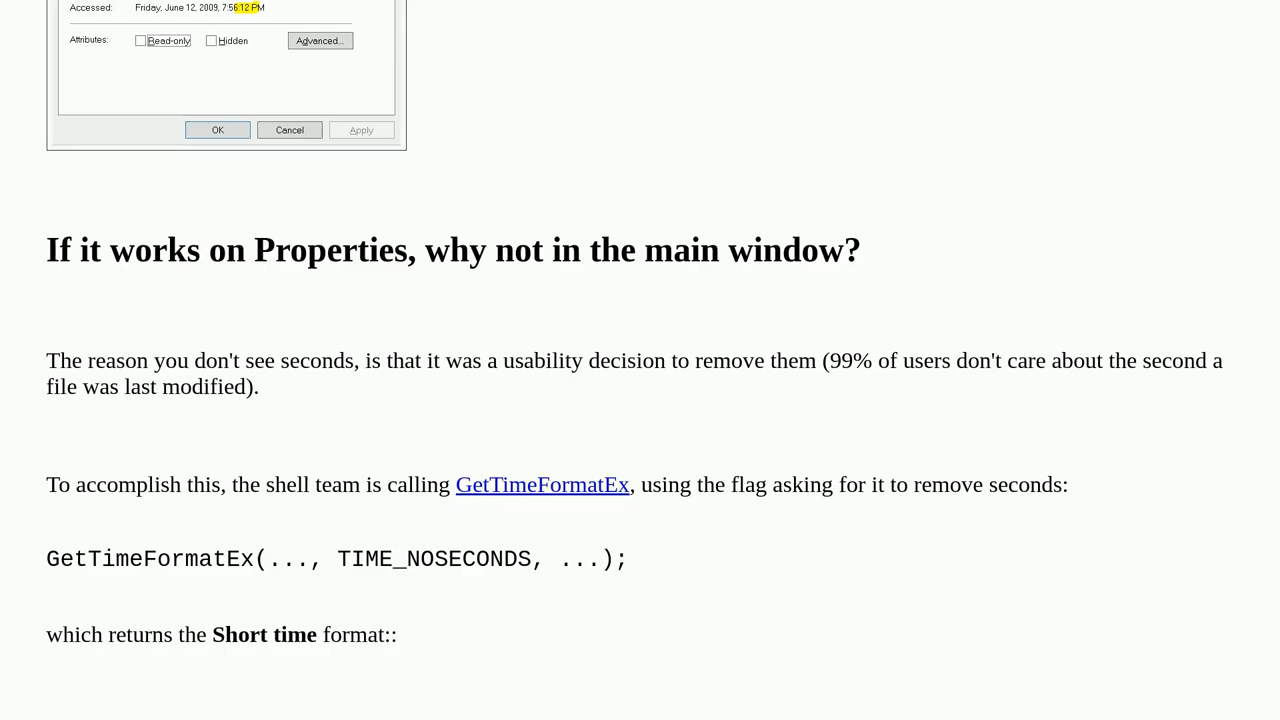 Accessed: Friday, June 12, 2009, 7:56:12 PM
Attributes: Read-only Hidden Advanced...
OK Cancel Apply
If it works on Properties, why not in the main window?
The reason you don't see seconds, is that it was a usability decision to remove them (99% of users don't care about the second a
file was last modified).
To accomplish this, the shell team is calling GetTimeFormatEx, using the flag asking for it to remove seconds:
GetTimeFormatEx(..., TIME_NOSECONDS, ...);
which returns the Short time format::